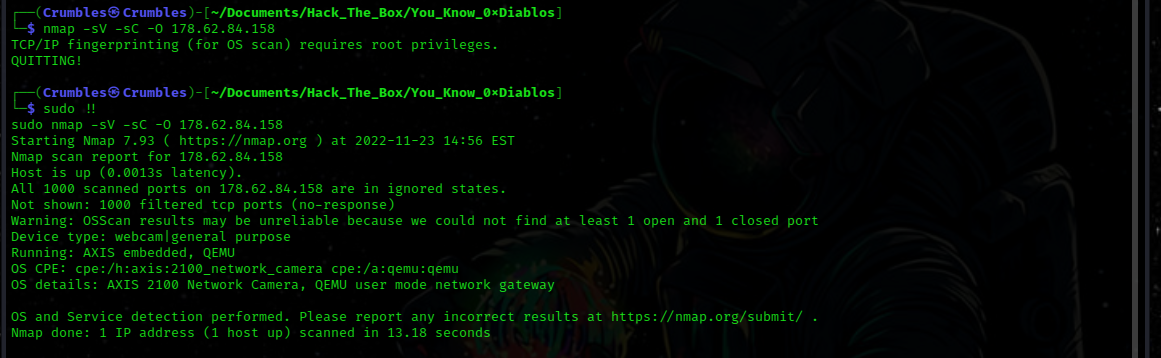 ┌──(Crumbles㉿Crumbles)-[~/Documents/Hack_The_Box/You_Know_0×Diablos]
└─$ nmap -sV -sC -O 178.62.84.158
TCP/IP fingerprinting (for OS scan) requires root privileges.
QUITTING!
┌──(Crumbles㉿Crumbles)-[~/Documents/Hack_The_Box/You_Know_0×Diablos]
└─$ sudo !!
sudo nmap -sV -sC -O 178.62.84.158
Starting Nmap 7.93 ( https://nmap.org ) at 2022-11-23 14:56 EST
Nmap scan report for 178.62.84.158
Host is up (0.0013s latency).
All 1000 scanned ports on 178.62.84.158 are in ignored states.
Not shown: 1000 filtered tcp ports (no-response)
Warning: OSScan results may be unreliable because we could not find at least 1 open and 1 closed port
Device type: webcam|general purpose
Running: AXIS embedded, QEMU
OS CPE: cpe:/h:axis:2100_network_camera cpe:/a:qemu:qemu
OS details: AXIS 2100 Network Camera, QEMU user mode network gateway
OS and Service detection performed. Please report any incorrect results at https://nmap.org/submit/ .
Nmap done: 1 IP address (1 host up) scanned in 13.18 seconds